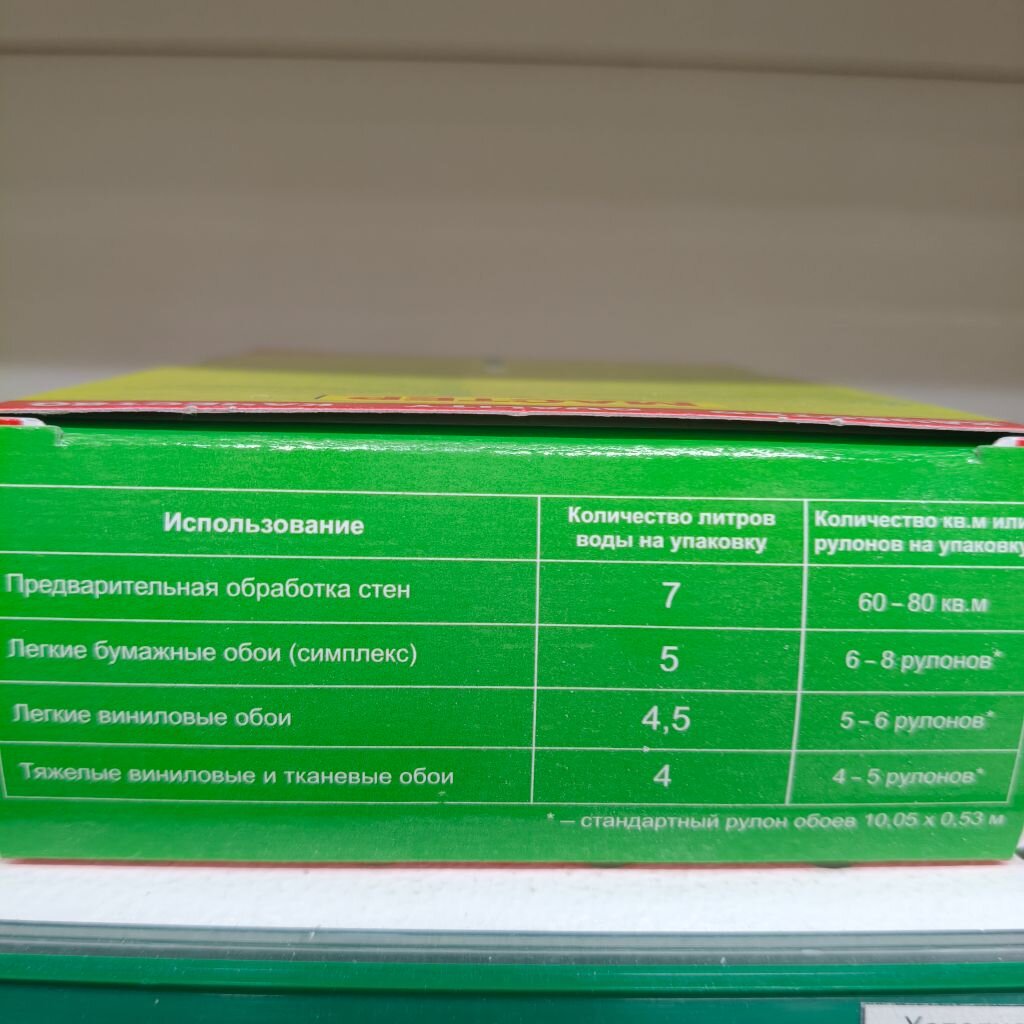 Использование
Количество литров
воды на упаковку
Количество кв.м или
рулонов на упаковку
Предварительная обработка стен
7
60 – 80 кв.м
Легкие бумажные обои (симплекс)
5
6 – 8 рулонов*
Легкие виниловые обои
4,5
5 – 6 рулонов*
Тяжелые виниловые и тканевые обои
4
4 – 5 рулонов*
* – стандартный рулон обоев 10,05 х 0,53 м